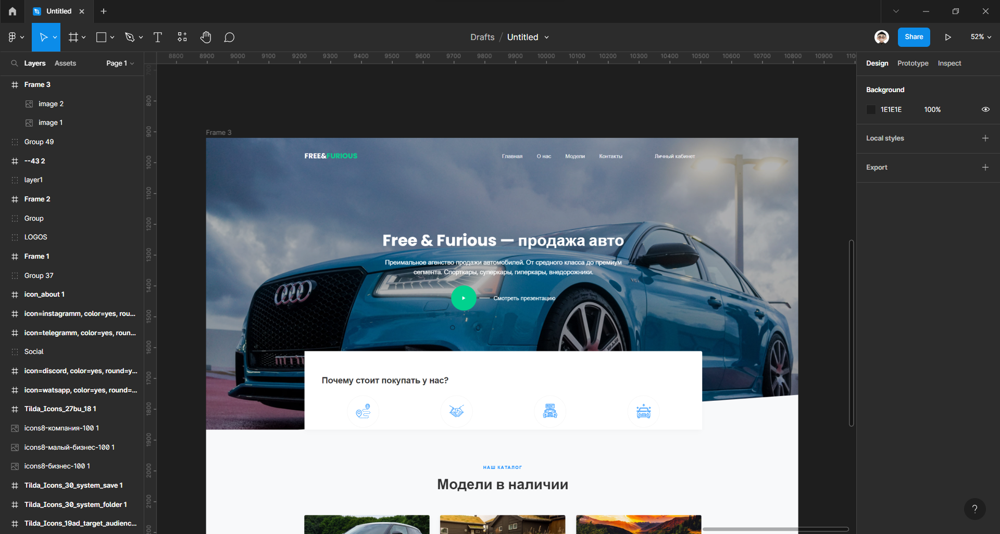 Untitled
Drafts / Untitled
Share
52%
Layers
Assets
Page 1
8800 8900 9000 9100 9200 9300 9400 9500 9600 9700 9800 9900 10000 10100 10200 10300 10400 10500 10600 10700 10800 10900
Design
Prototype
Inspect
Frame 3
image 2
image 1
Group 49
--43 2
layer1
Frame 2
Group
LOGOS
Frame 1
Group 37
icon_about 1
icon=instagramm, color=yes, rou...
icon=telegramm, color=yes, roun...
Social
icon=discord, color=yes, round=y...
icon=watsapp, color=yes, round=...
Tilda_Icons_27bu_18 1
icons8-компания-100 1
icons8-малый-бизнес-100 1
icons8-бизнес-100 1
Tilda_Icons_30_system_save 1
Tilda_Icons_30_system_folder 1
Tilda_Icons_19ad_target_audienc...
700
800
900
1000
1100
1200
1300
1400
1500
1600
1700
1800
1900
2000
2100
Frame 3
FREE&FURIOUS
Главная
О нас
Модели
Контакты
Личный кабинет
Free & Furious — продажа авто
Преимальное агенство продажи автомобилей. От средного класса до премиум
сегмента. Спорткары, суперкары, гиперкары, внедорожники.
Смотреть презентацию
V8T
Почему стоит покупать у нас?
RENT
НАШ КАТАЛОГ
Модели в наличии
Background
1E1E1E
100%
Local styles
Export
?